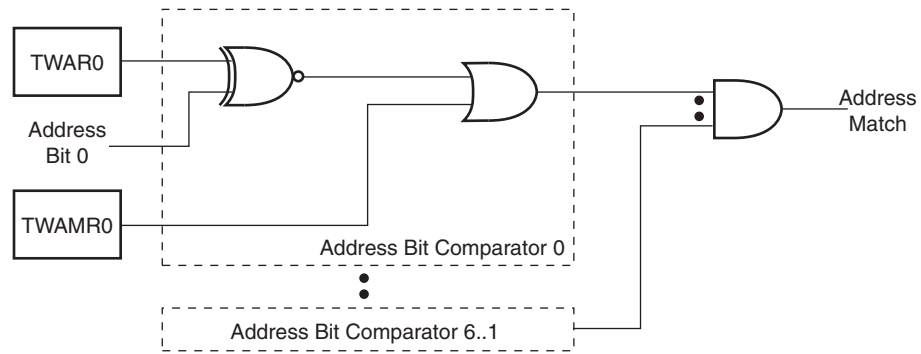 TWAR0
Address
Bit 0
TWAMR0
Address Bit Comparator 0
Address Bit Comparator 6..1
Address
Match